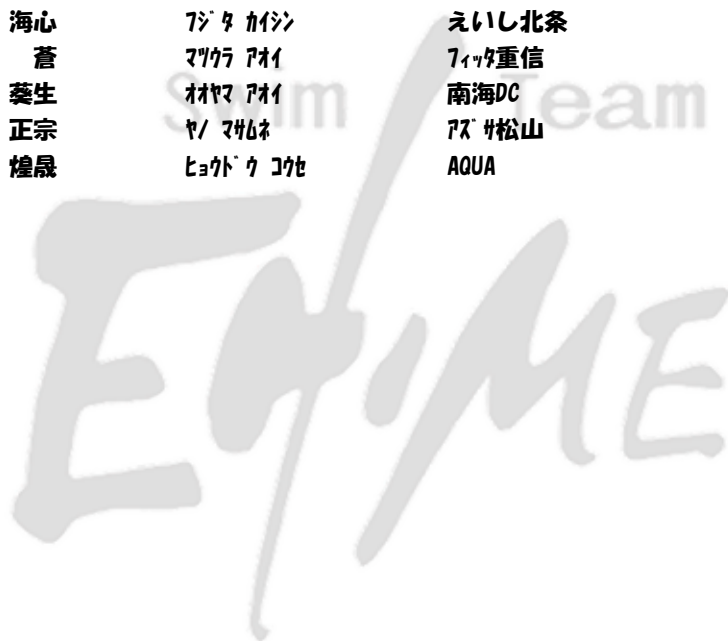 海心 ﾌｼﾞﾀ ｶｲｼﾝ えいし北条
蒼 ﾏﾂｳﾗ ｱｵｲ ﾌｨｯﾀ重信
葵生 ｵｵﾔﾏ ｱｵｲ 南海DC
正宗 ﾔﾉ ﾏｻﾑﾈ ｱｽﾞｻ松山
煌晟 ﾋｮｳﾄﾞｳ ｺｳｾ AQUA
Swim Team
EHIME